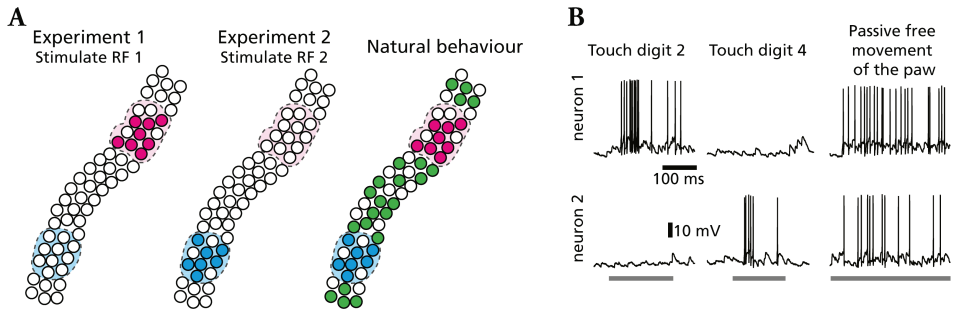 A
Experiment 1
Stimulate RF 1
Experiment 2
Stimulate RF 2
Natural behaviour
B
Touch digit 2
Touch digit 4
Passive free
movement
of the paw
neuron 1
100 ms
neuron 2
10 mV